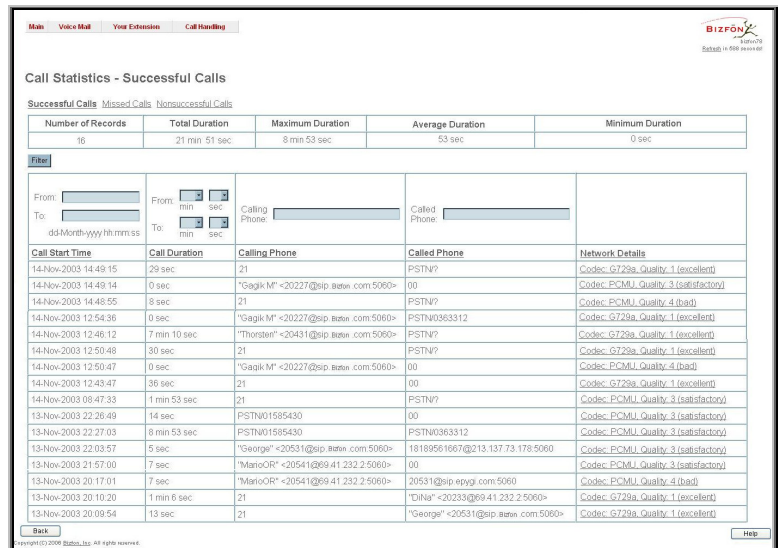 Main Voice Mail Your Extension Call Handling
BIZFON
bizfon79
Refresh in 588 seconds!
Call Statistics - Successful Calls
Successful Calls Missed Calls Nonsuccessful Calls
Number of Records Total Duration Maximum Duration Average Duration Minimum Duration
16 21 min 51 sec 8 min 53 sec 53 sec 0 sec
Filter
From: From: min sec Calling Phone: Called Phone:
To: To: min sec
dd-Month-yyyy hh:mm:ss
Call Start Time Call Duration Calling Phone Called Phone Network Details
14-Nov-2003 14:49:15 29 sec 21 PSTN/? Codec: G729a, Quality: 1 (excellent)
14-Nov-2003 14:49:14 0 sec "Gagik M" <20227@sip.Bizfon.com:5060> 00 Codec: PCMU, Quality: 3 (satisfactory)
14-Nov-2003 14:48:55 8 sec 21 PSTN/? Codec: PCMU, Quality: 4 (bad)
14-Nov-2003 12:54:36 0 sec "Gagik M" <20227@sip.Bizfon.com:5060> PSTN/0363312 Codec: G729a, Quality: 1 (excellent)
14-Nov-2003 12:46:12 7 min 10 sec "Thorsten" <20431@sip.Bizfon.com:5060> PSTN/? Codec: G729a, Quality: 1 (excellent)
14-Nov-2003 12:50:48 30 sec 21 PSTN/? Codec: G729a, Quality: 1 (excellent)
14-Nov-2003 12:50:47 0 sec "Gagik M" <20227@sip.Bizfon.com:5060> 00 Codec: PCMU, Quality: 4 (bad)
14-Nov-2003 12:43:47 36 sec 21 00 Codec: G729a, Quality: 1 (excellent)
14-Nov-2003 08:47:33 1 min 53 sec 21 PSTN/? Codec: PCMU, Quality: 3 (satisfactory)
13-Nov-2003 22:26:49 14 sec PSTN/01585430 00 Codec: PCMU, Quality: 3 (satisfactory)
13-Nov-2003 22:27:03 8 min 53 sec PSTN/01585430 PSTN/0363312 Codec: PCMU, Quality: 3 (satisfactory)
13-Nov-2003 22:03:57 5 sec "George" <20531@sip.Bizfon.com:5060> 18189561667@213.137.73.178:5060 Codec: PCMU, Quality: 3 (satisfactory)
13-Nov-2003 21:57:00 7 sec "MarioOR" <20541@69.41.232.2:5060> 00 Codec: PCMU, Quality: 3 (satisfactory)
13-Nov-2003 20:17:01 7 sec "MarioOR" <20541@69.41.232.2:5060> 20531@sip.epygi.com:5060 Codec: PCMU, Quality: 4 (bad)
13-Nov-2003 20:10:20 1 min 6 sec 21 "DiNa" <20233@69.41.232.2:5060> Codec: G729a, Quality: 1 (excellent)
13-Nov-2003 20:09:54 13 sec 21 "George" <20531@sip.Bizfon.com:5060> Codec: G729a, Quality: 1 (excellent)
Back Help
Copyright (C) 2008 Bizfon, Inc. All rights reserved.